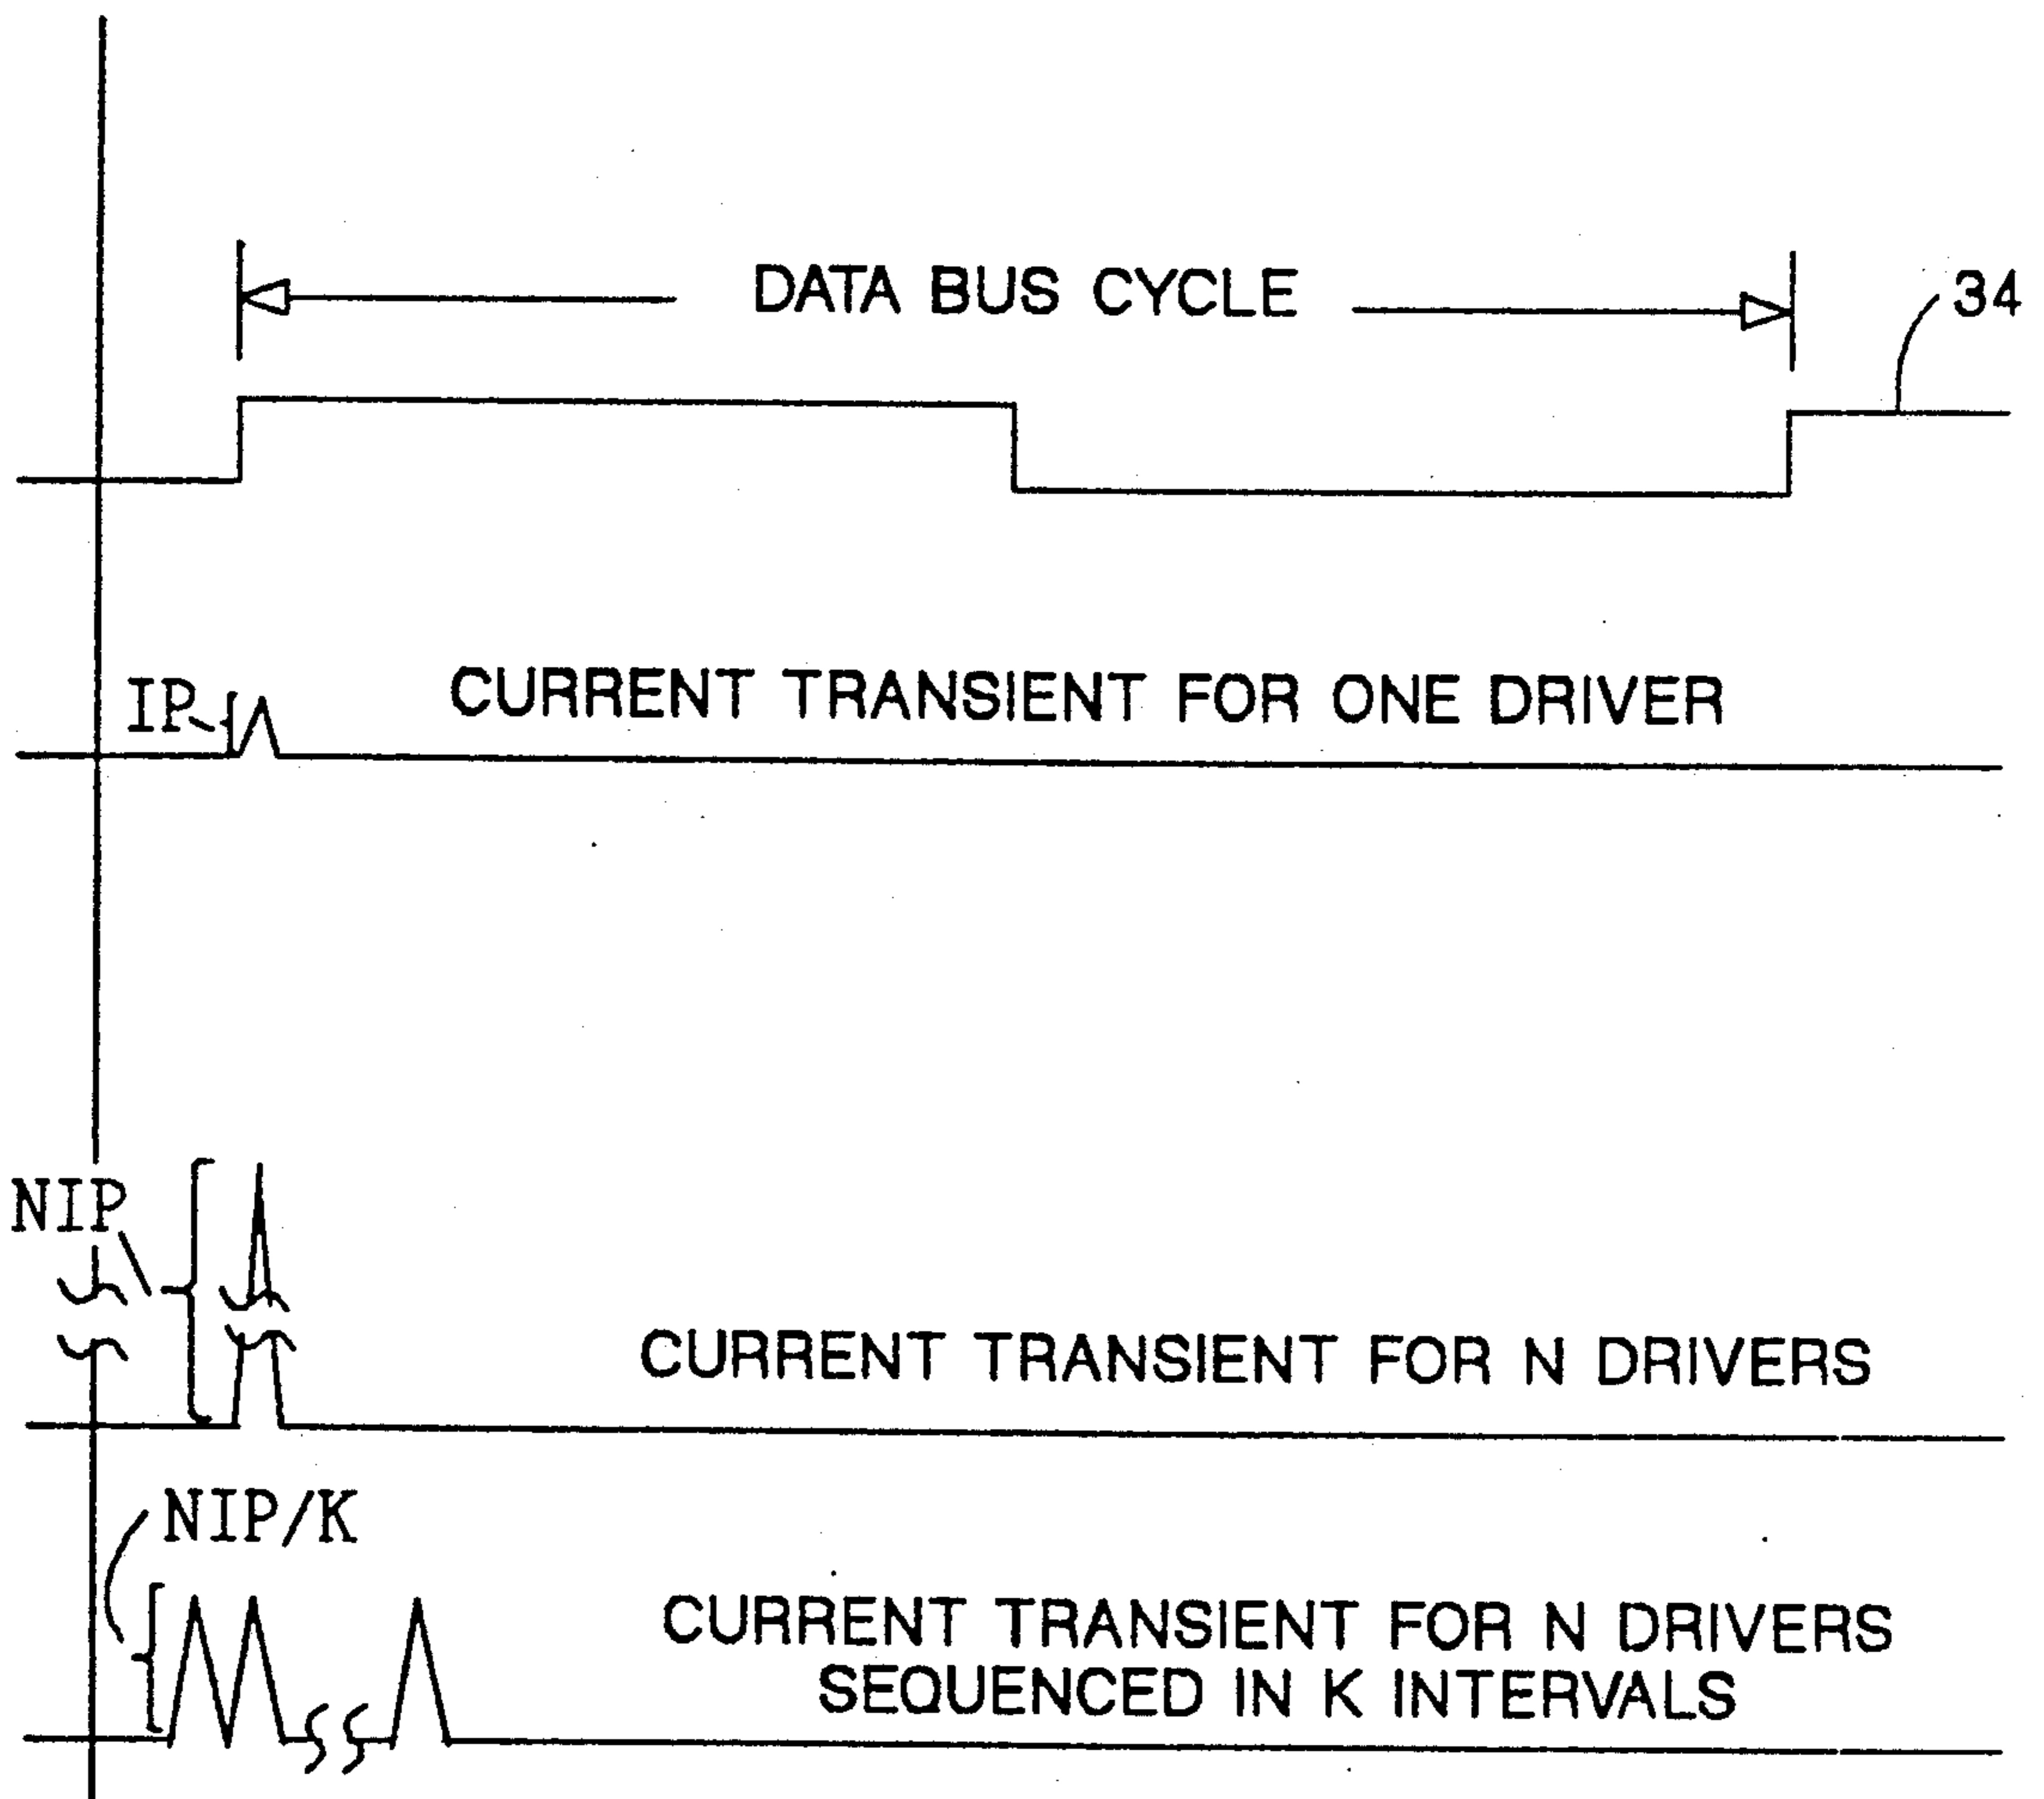 DATA BUS CYCLE
34
IP
CURRENT TRANSIENT FOR ONE DRIVER
NIP
CURRENT TRANSIENT FOR N DRIVERS
NIP/K
CURRENT TRANSIENT FOR N DRIVERS
SEQUENCED IN K INTERVALS